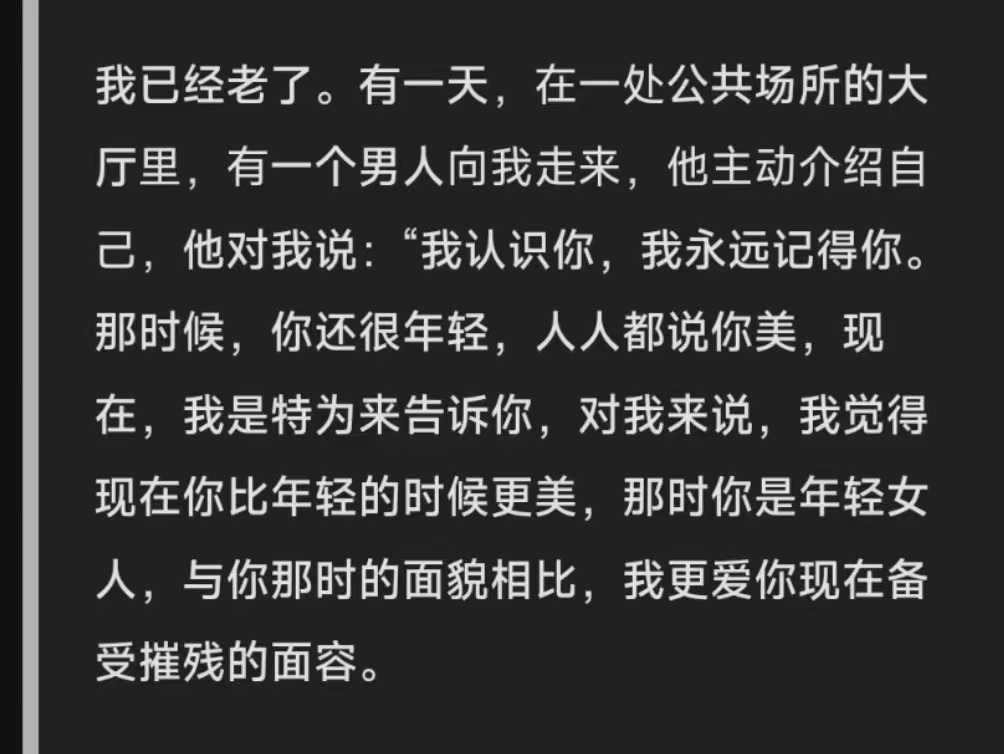 我已经老了。有一天，在一处公共场所的大
厅里，有一个男人向我走来，他主动介绍自
己，他对我说：“我认识你，我永远记得你。
那时候，你还很年轻，人人都说你美，现
在，我是特为来告诉你，对我来说，我觉得
现在你比年轻的时候更美，那时你是年轻女
人，与你那时的面貌相比，我更爱你现在备
受摧残的面容。